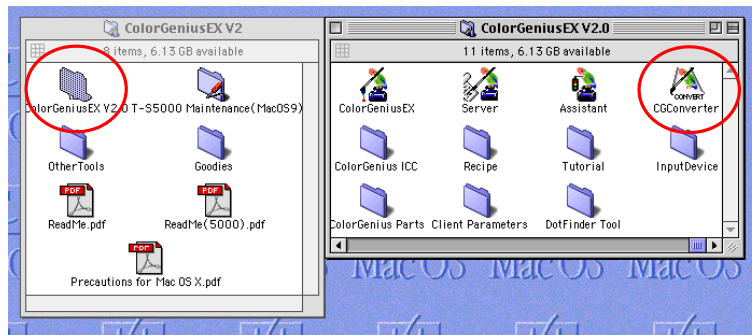 ColorGeniusEX V2
8 items, 6.13 GB available
ColorGeniusEX V2.0
T-S5000 Maintenance(MacOS9)
OtherTools
Goodies
ReadMe.pdf
ReadMe(5000).pdf
Precautions for Mac OS X.pdf
ColorGeniusEX V2.0
11 items, 6.13 GB available
ColorGeniusEX
Server
Assistant
CONVERT
CGConverter
ColorGenius ICC
Recipe
Tutorial
InputDevice
ColorGenius Parts
Client Parameters
DotFinder Tool
PDF
PDF
PDF
Mac OS Mac OS Mac OS